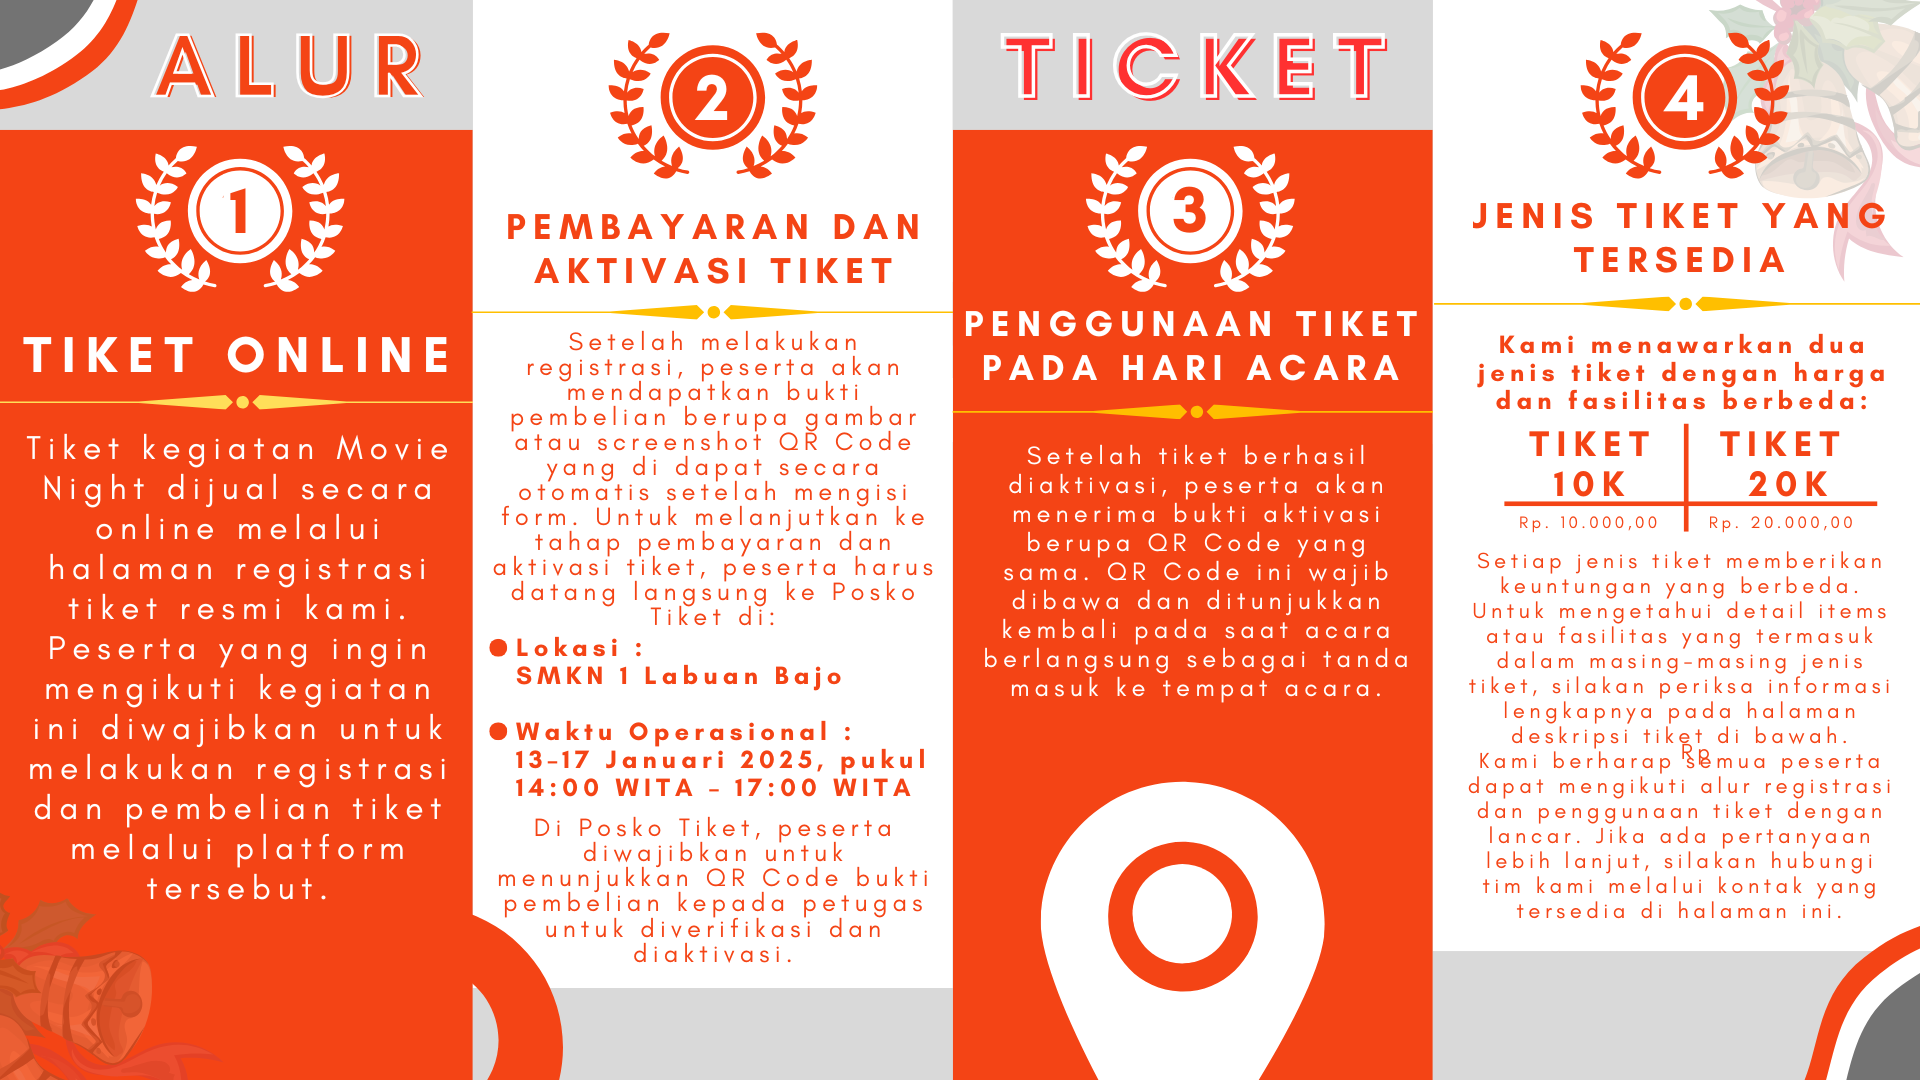 ALUR
1
TIKET ONLINE
Tiket kegiatan Movie
Night dijual secara
online melalui
halaman registrasi
tiket resmi kami.
Peserta yang ingin
mengikuti kegiatan
ini diwajibkan untuk
melakukan registrasi
dan pembelian tiket
melalui platform
tersebut.
2
PEMBAYARAN DAN
AKTIVASI TIKET
Setelah melakukan
registrasi, peserta akan
mendapatkan bukti
pembelian berupa gambar
atau screenshot QR Code
yang di dapat secara
otomatis setelah mengisi
form. Untuk melanjutkan ke
tahap pembayaran dan
aktivasi tiket, peserta harus
datang langsung ke Posko
Tiket di:
Lokasi :
SMKN 1 Labuan Bajo
Waktu Operasional :
13-17 Januari 2025, pukul
14:00 WITA - 17:00 WITA
Di Posko Tiket, peserta
diwajibkan untuk
menunjukkan QR Code bukti
pembelian kepada petugas
untuk diverifikasi dan
diaktivasi.
TICKET
3
PENGGUNAAN TIKET
PADA HARI ACARA
Setelah tiket berhasil
diaktivasi, peserta akan
menerima bukti aktivasi
berupa QR Code yang
sama. QR Code ini wajib
dibawa dan ditunjukkan
kembali pada saat acara
berlangsung sebagai tanda
masuk ke tempat acara.
4
JENIS TIKET YANG
TERSEDIA
Kami menawarkan dua
jenis tiket dengan harga
dan fasilitas berbeda:
TIKET
10K
Rp. 10.000,00
TIKET
20K
Rp. 20.000,00
Setiap jenis tiket memberikan
keuntungan yang berbeda.
Untuk mengetahui detail items
atau fasilitas yang termasuk
dalam masing-masing jenis
tiket, silakan periksa informasi
lengkapnya pada halaman
deskripsi tiket di bawah.
Rp
Kami berharap semua peserta
dapat mengikuti alur registrasi
dan penggunaan tiket dengan
lancar. Jika ada pertanyaan
lebih lanjut, silakan hubungi
tim kami melalui kontak yang
tersedia di halaman ini.